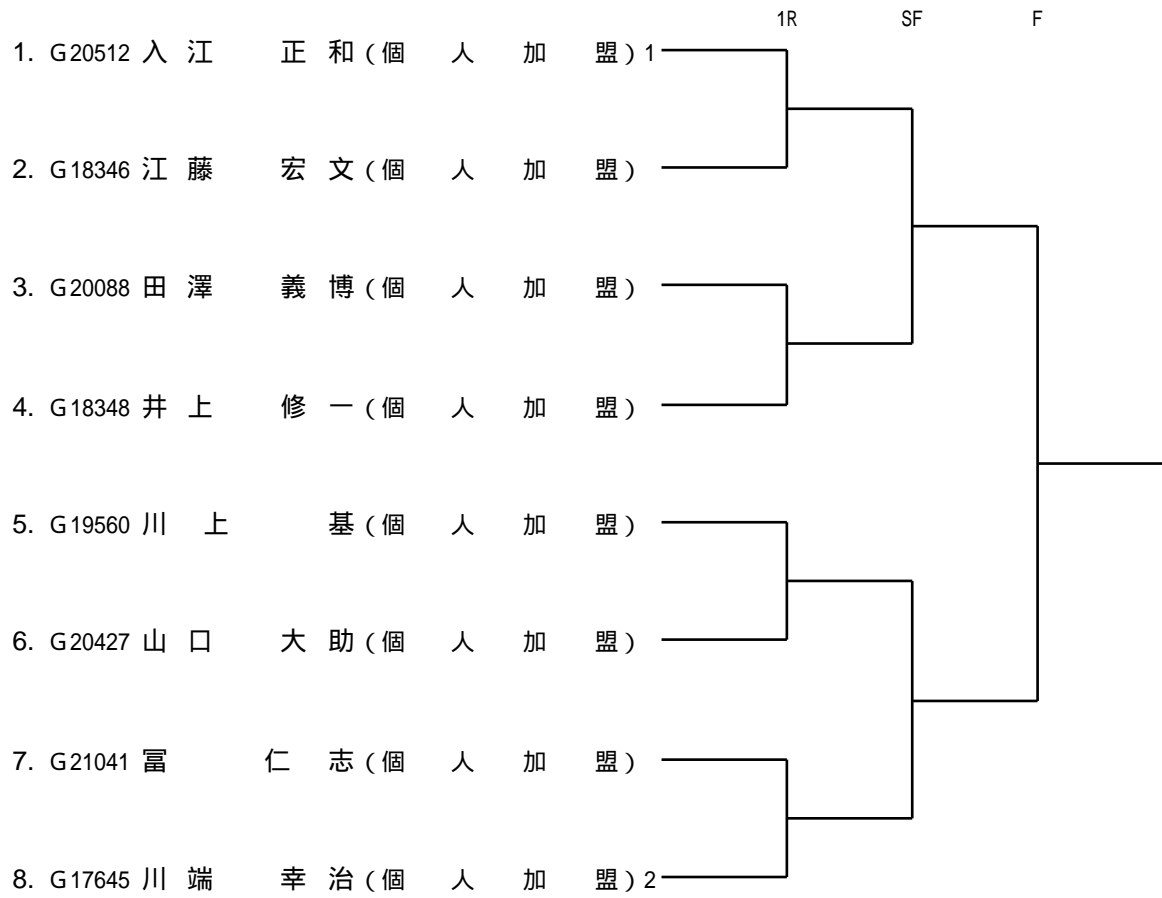 1R SF F
1. G20512 入江 正和(個人加盟) 1
2. G18346 江藤 宏文(個人加盟)
3. G20088 田澤 義博(個人加盟)
4. G18348 井上 修一(個人加盟)
5. G19560 川上 基(個人加盟)
6. G20427 山口 大助(個人加盟)
7. G21041 冨 仁志(個人加盟)
8. G17645 川端 幸治(個人加盟) 2